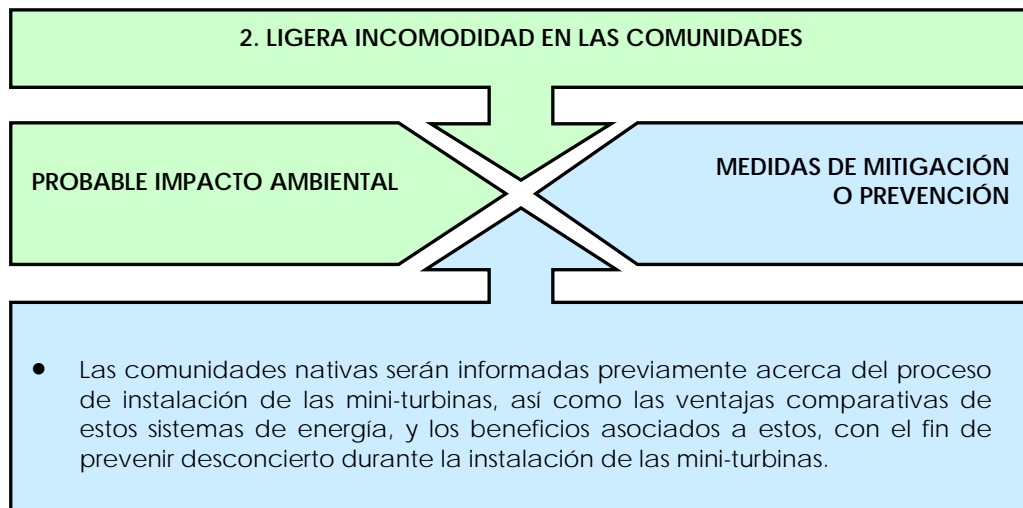 2. LIGERA INCOMODIDAD EN LAS COMUNIDADES
PROBABLE IMPACTO AMBIENTAL
MEDIDAS DE MITIGACIÓN
O PREVENCIÓN
● Las comunidades nativas serán informadas previamente acerca del proceso
de instalación de las mini-turbinas, así como las ventajas comparativas de
estos sistemas de energía, y los beneficios asociados a estos, con el fin de
prevenir desconcierto durante la instalación de las mini-turbinas.